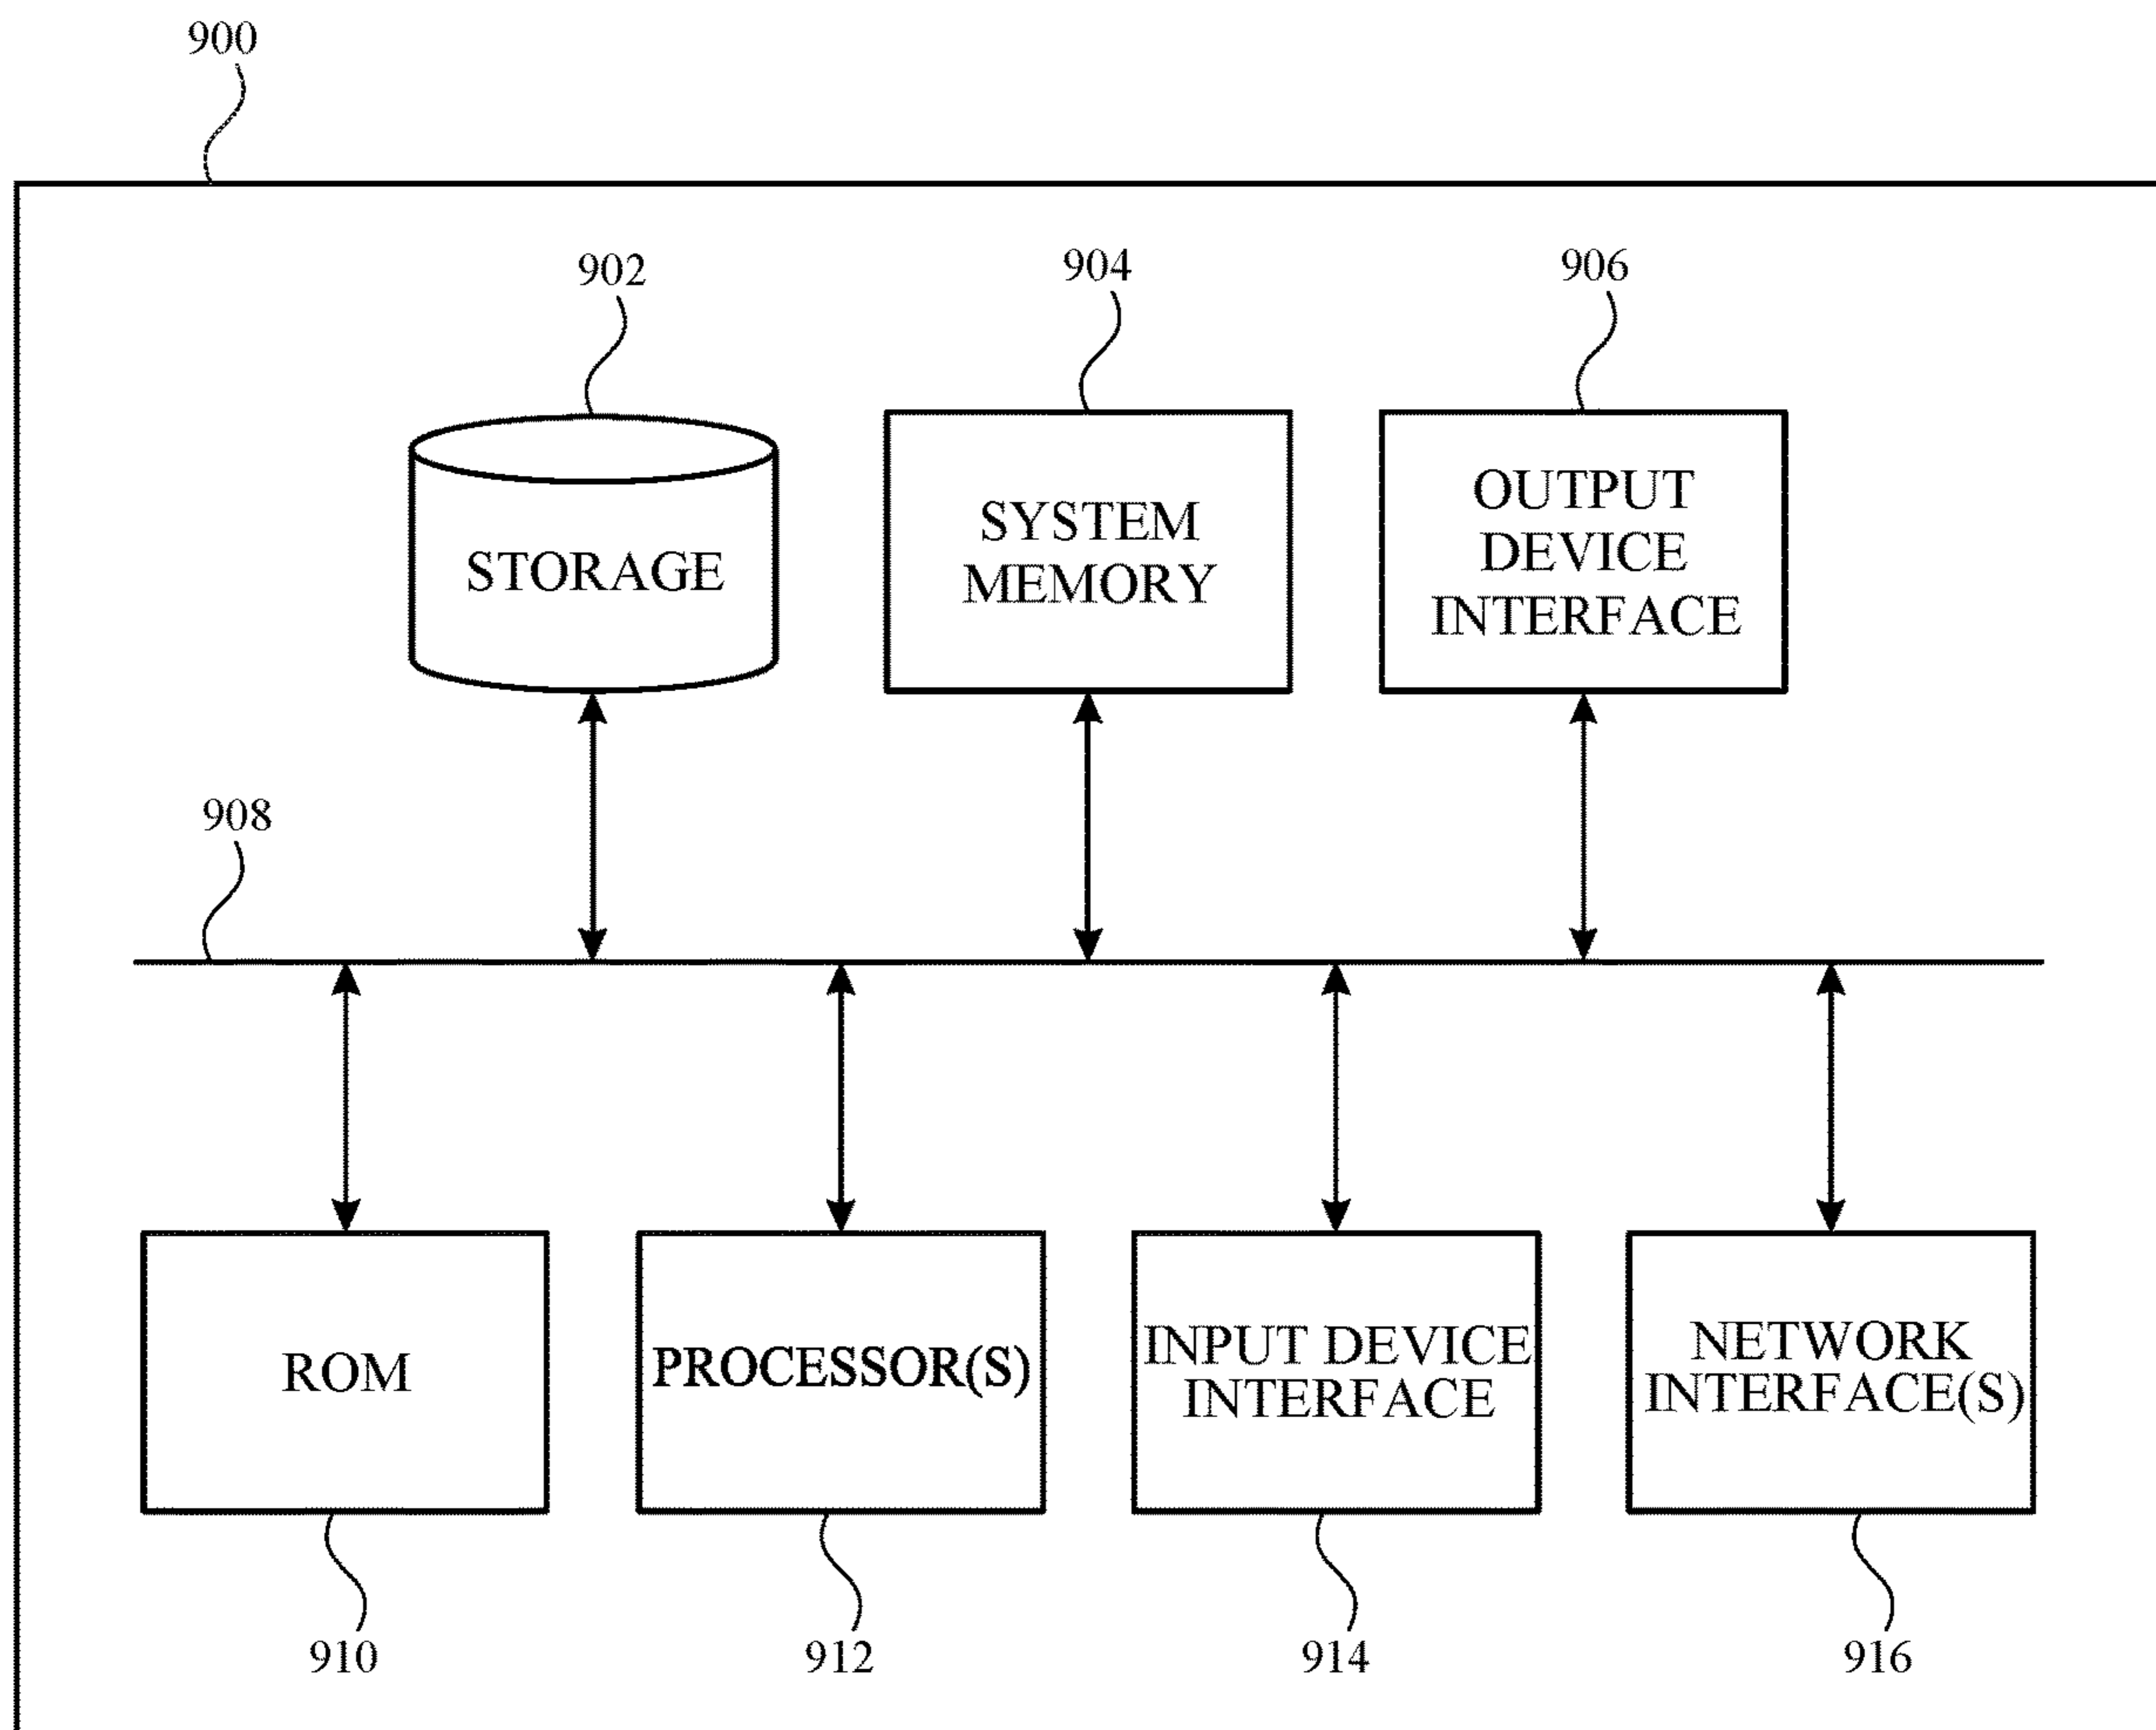 900
902
904
906
STORAGE
SYSTEM
MEMORY
OUTPUT
DEVICE
INTERFACE
908
ROM
PROCESSOR(S)
INPUT DEVICE
INTERFACE
NETWORK
INTERFACE(S)
910
912
914
916